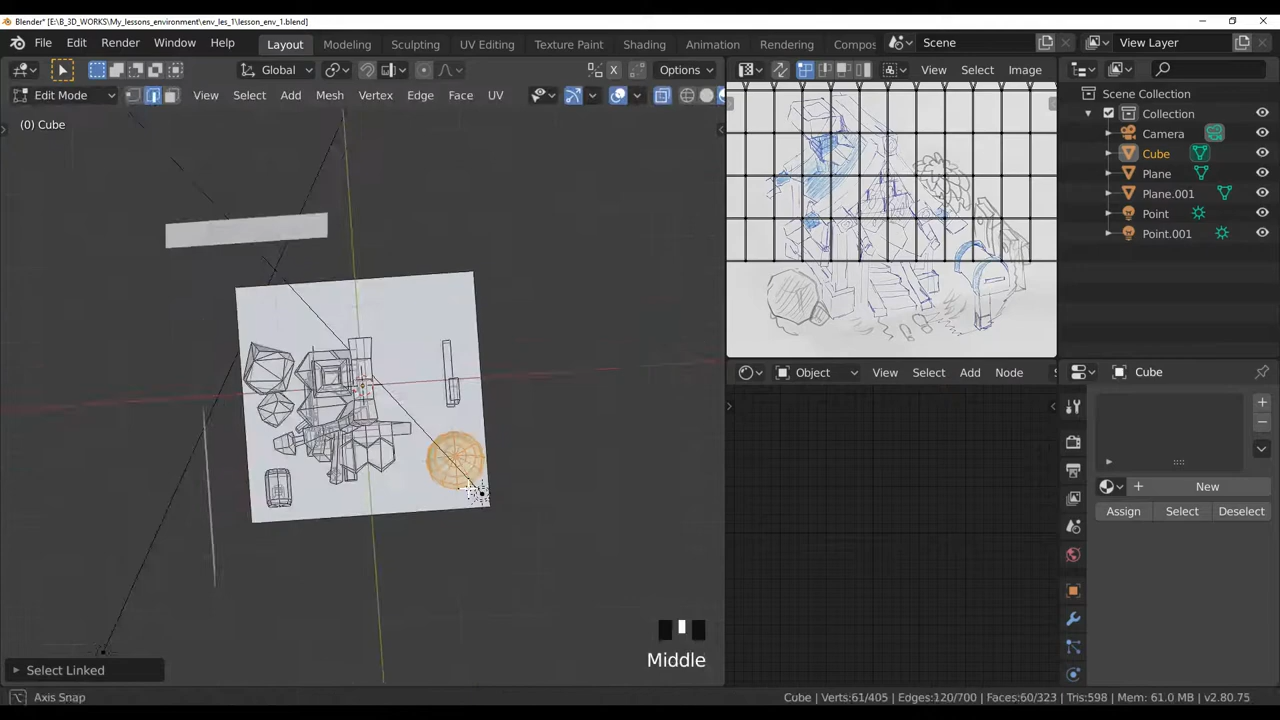 Blender* [E:\B_3D_WORKS\My_lessons_environment\env_les_1\lesson_env_1.blend]
File Edit Render Window Help Layout Modeling Sculpting UV Editing Texture Paint Shading Animation Rendering Compos Scene View Layer
Global Options View Select Image
Edit Mode View Select Add Mesh Vertex Edge Face UV
(0) Cube
Scene Collection
Collection
Camera
Cube
Plane
Plane.001
Point
Point.001
Object View Select Add Node
Cube
New
Assign Select Deselect
Middle
Select Linked
Axis Snap
Cube | Verts:61/405 | Edges:120/700 | Faces:60/323 | Tris:598 | Mem: 61.0 MB | v2.80.75